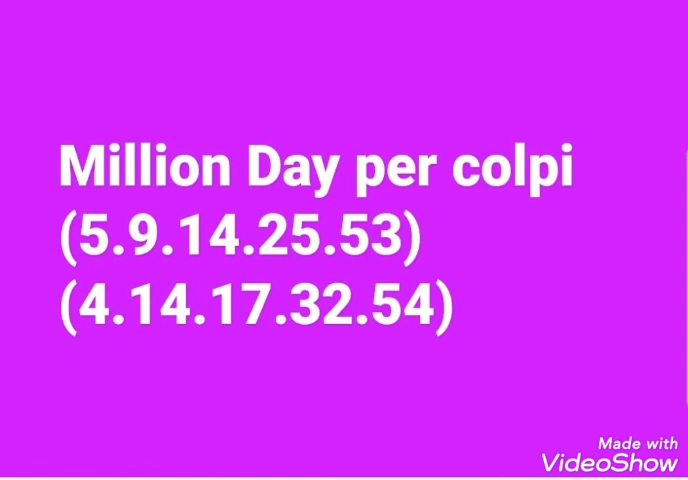 Million Day per colpi
(5.9.14.25.53)
(4.14.17.32.54)
Made with
VideoShow